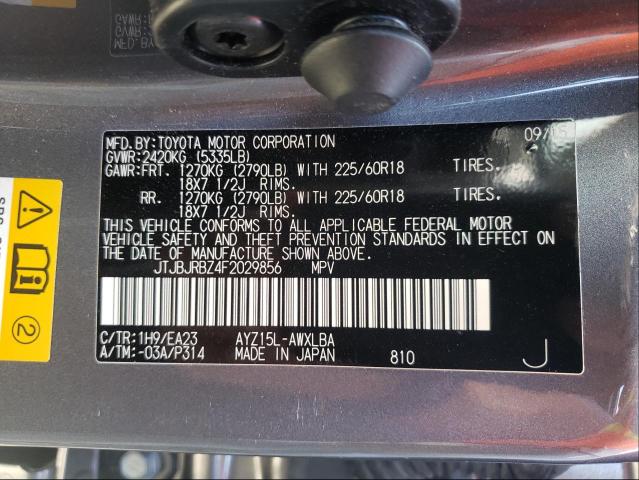 MFD.BY:TOYOTA MOTOR CORPORATION 09/15
GVWR:2420KG (5335LB)
GAWR:FRT. 1270KG (2790LB) WITH 225/60R18 TIRES.
18X7 1/2J RIMS.
RR. 1270KG (2790LB) WITH 225/60R18 TIRES.
18X7 1/2J RIMS.
THIS VEHICLE CONFORMS TO ALL APPLICABLE FEDERAL MOTOR
VEHICLE SAFETY AND THEFT PREVENTION STANDARDS IN EFFECT ON
THE DATE OF MANUFACTURE SHOWN ABOVE.
JTJBJRBZ4F2029856 MPV
C/TR:1H9/EA23 AYZ15L-AWXLBA
A/TM:-03A/P314 MADE IN JAPAN 810 J
2